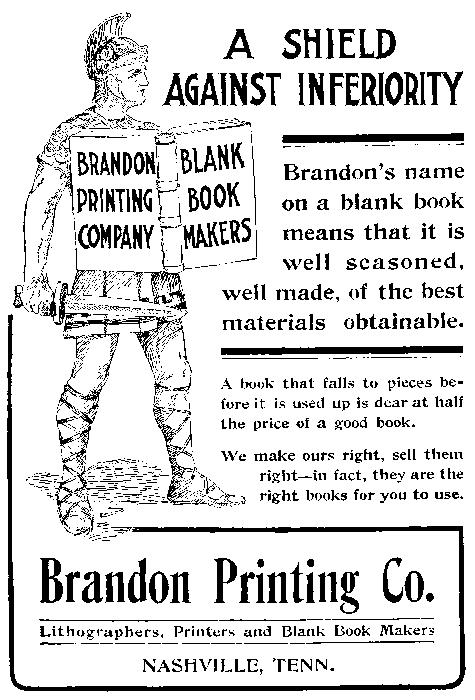 A SHIELD
AGAINST INFERIORITY
BRANDON
PRINTING
COMPANY
BLANK
BOOK
MAKERS
Brandon's name
on a blank book
means that it is
well seasoned,
well made, of the best
materials obtainable.
A book that falls to pieces be-
fore it is used up is dear at half
the price of a good book.
We make ours right, sell them
right—in fact, they are the
right books for you to use.
Brandon Printing Co.
Lithographers, Printers and Blank Book Makers
NASHVILLE, TENN.